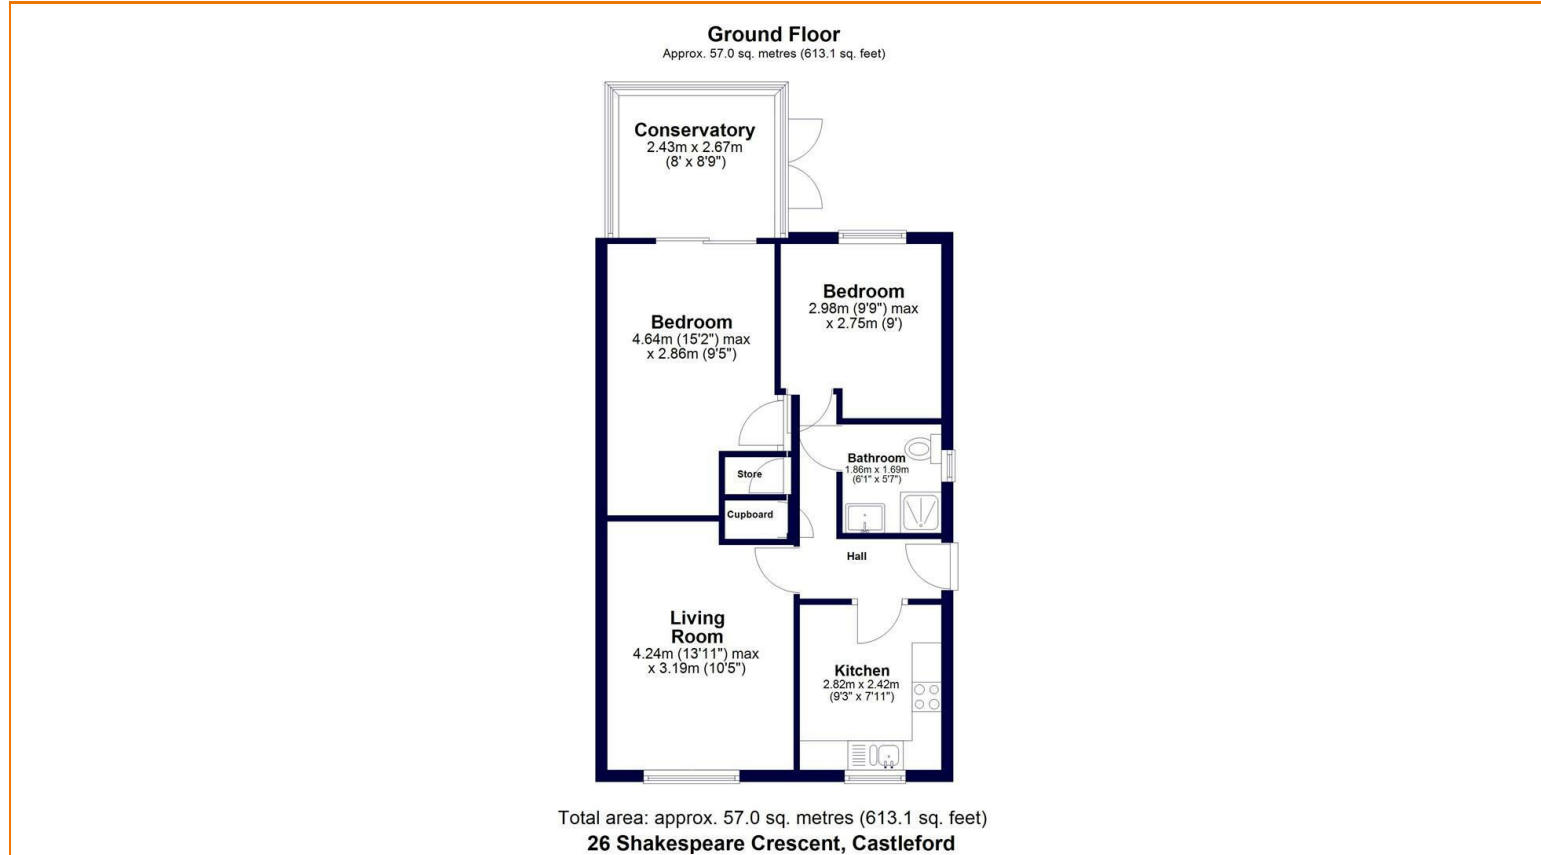 Ground Floor
Approx. 57.0 sq. metres (613.1 sq. feet)
Conservatory
2.43m x 2.67m
(8' x 8'9")
Bedroom
4.64m (15'2") max
x 2.86m (9'5")
Bedroom
2.98m (9'9") max
x 2.75m (9')
Bathroom
1.86m x 1.69m
(6'1" x 5'7")
Store
Cupboard
Hall
Living
Room
4.24m (13'11") max
x 3.19m (10'5")
Kitchen
2.82m x 2.42m
(9'3" x 7'11")
Total area: approx. 57.0 sq. metres (613.1 sq. feet)
26 Shakespeare Crescent, Castleford